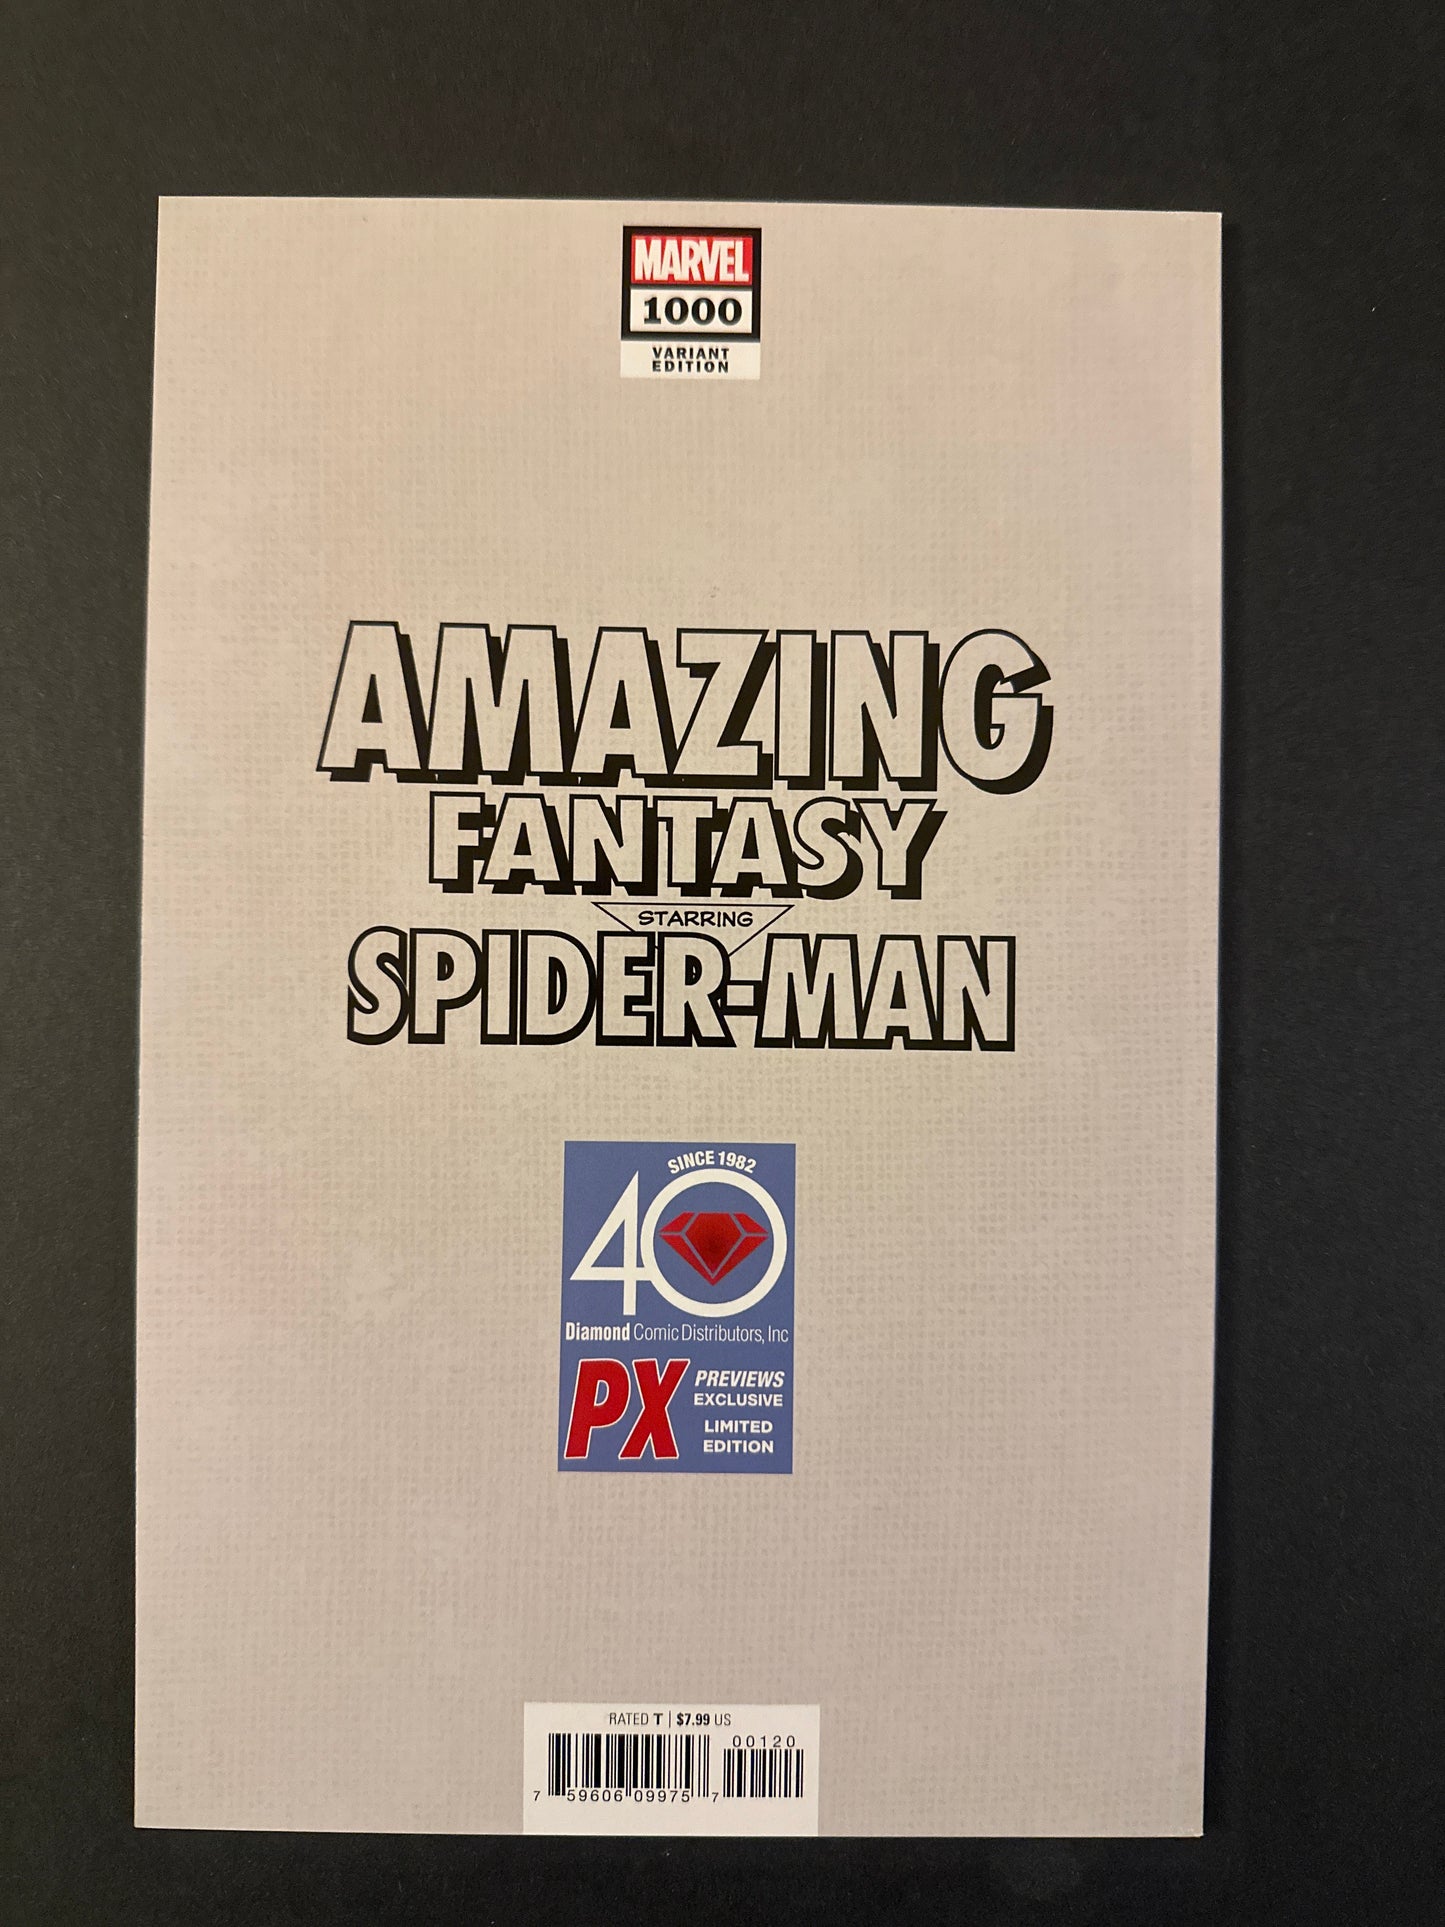 MARVEL
1000
VARIANT
EDITION
AMAZING
FANTASY
STARRING
SPIDER-MAN
SINCE 1982
40
Diamond Comic Distributors, Inc
PX
PREVIEWS
EXCLUSIVE
LIMITED
EDITION
RATED T | $7.99 US
00120
7 59606 09975 7